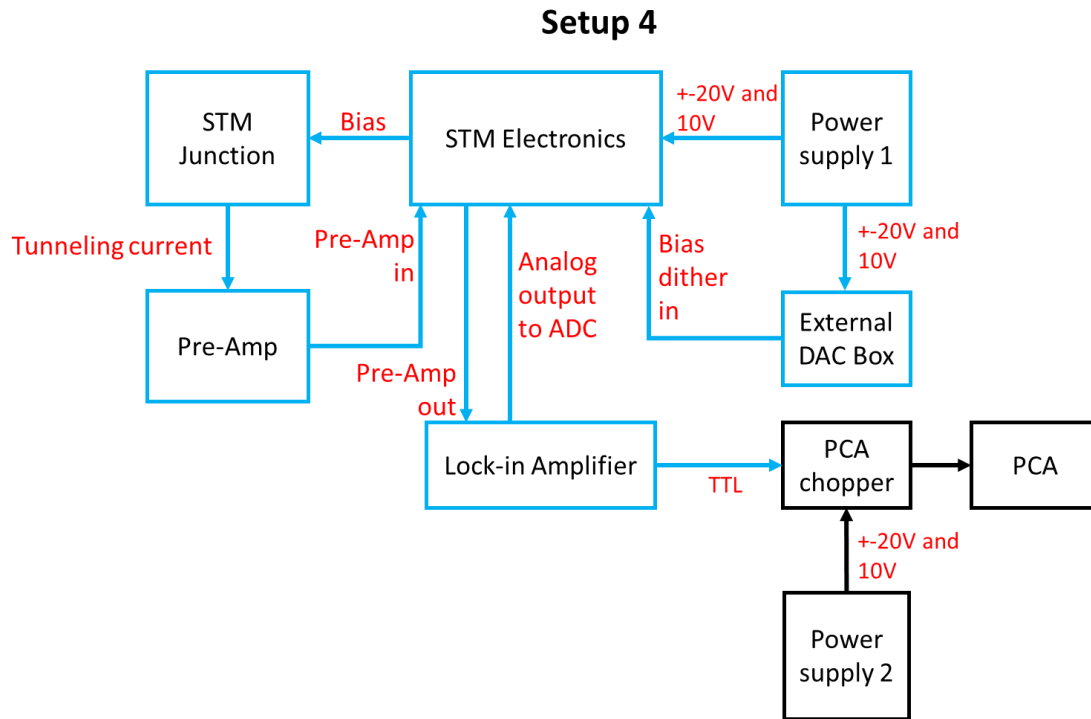 Setup 4
STM
Junction
Bias
STM Electronics
+-20V and
10V
Power
supply 1
Tunneling current
Pre-Amp
in
Analog
output
to ADC
Bias
dither
in
+-20V and
10V
Pre-Amp
External
DAC Box
Pre-Amp
out
Lock-in Amplifier
TTL
PCA
chopper
PCA
+-20V and
10V
Power
supply 2